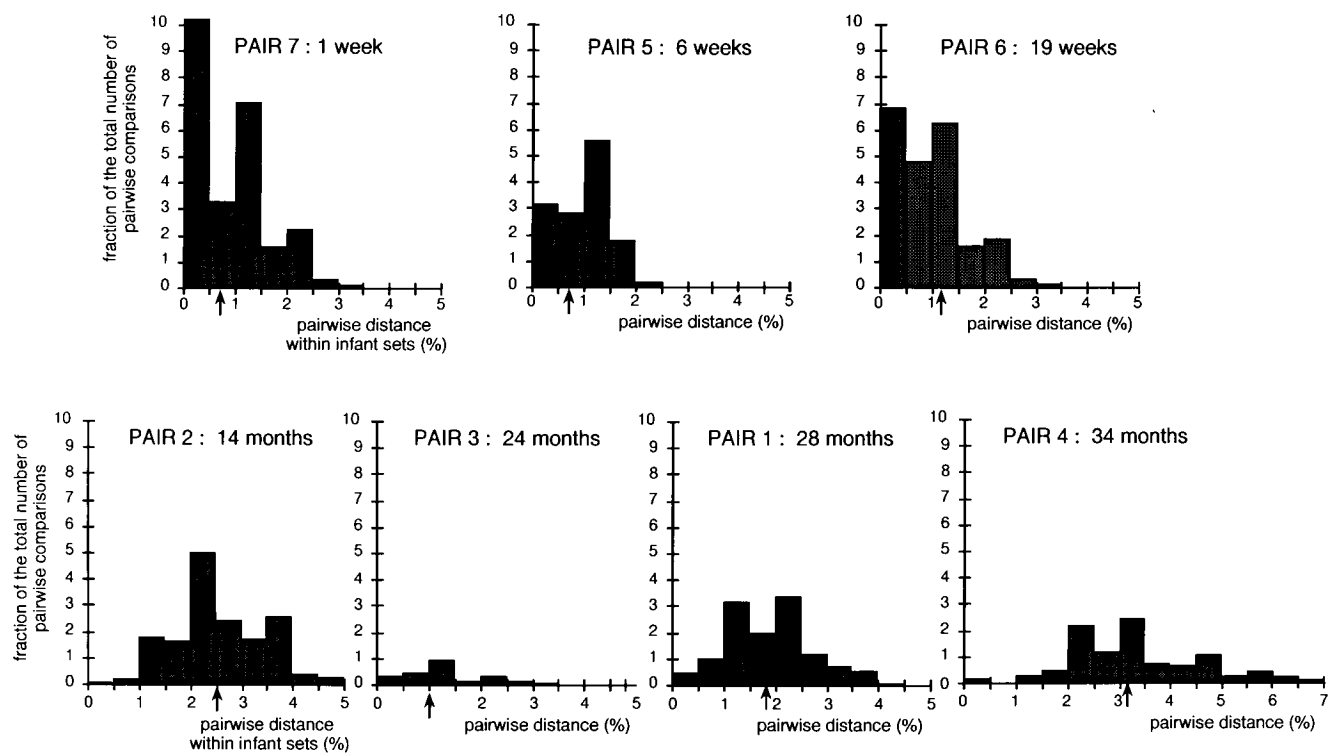 fraction of the total number of
pairwise comparisons
10
9
8
7
6
5
4
3
2
1
0
PAIR 7 : 1 week
0 1 2 3 4 5
pairwise distance
within infant sets (%)
10
9
8
7
6
5
4
3
2
1
0
PAIR 5 : 6 weeks
0 1 2 3 4 5
pairwise distance (%)
10
9
8
7
6
5
4
3
2
1
0
PAIR 6 : 19 weeks
0 1 2 3 4 5
pairwise distance (%)
fraction of the total number of
pairwise comparisons
10
9
8
7
6
5
4
3
2
1
0
PAIR 2 : 14 months
0 1 2 3 4 5
pairwise distance
within infant sets (%)
10
9
8
7
6
5
4
3
2
1
0
PAIR 3 : 24 months
0 1 2 3 4 5
pairwise distance (%)
10
9
8
7
6
5
4
3
2
1
0
PAIR 1 : 28 months
0 1 2 3 4 5
pairwise distance (%)
10
9
8
7
6
5
4
3
2
1
0
PAIR 4 : 34 months
0 1 2 3 4 5 6 7
pairwise distance (%)